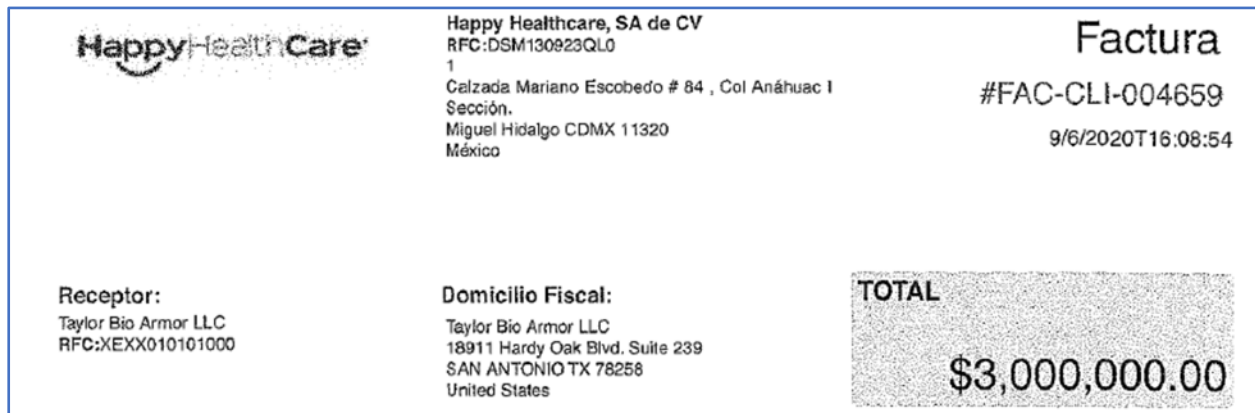 HappyHealthCare
Happy Healthcare, SA de CV
RFC:DSM130923QL0
1
Calzada Mariano Escobedo # 84 , Col Anáhuac I
Sección.
Miguel Hidalgo CDMX 11320
México
Factura
#FAC-CLI-004659
9/6/2020T16:08:54
Receptor:
Taylor Bio Armor LLC
RFC:XEXX010101000
Domicilio Fiscal:
Taylor Bio Armor LLC
18911 Hardy Oak Blvd. Suite 239
SAN ANTONIO TX 78258
United States
TOTAL
$3,000,000.00